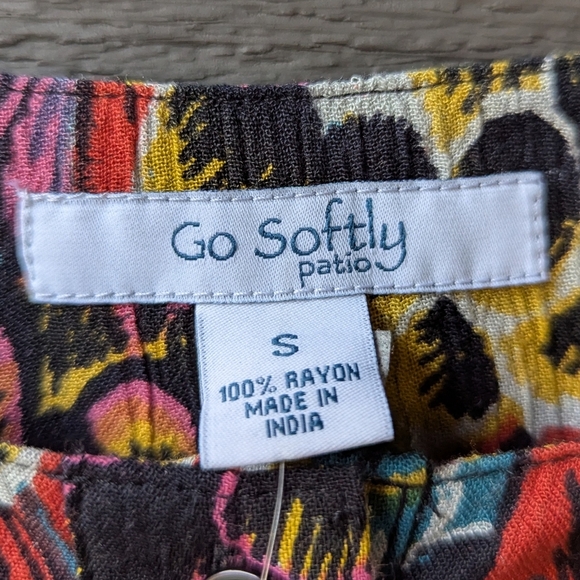 Go Softly
patio
S
100% RAYON
MADE IN
INDIA